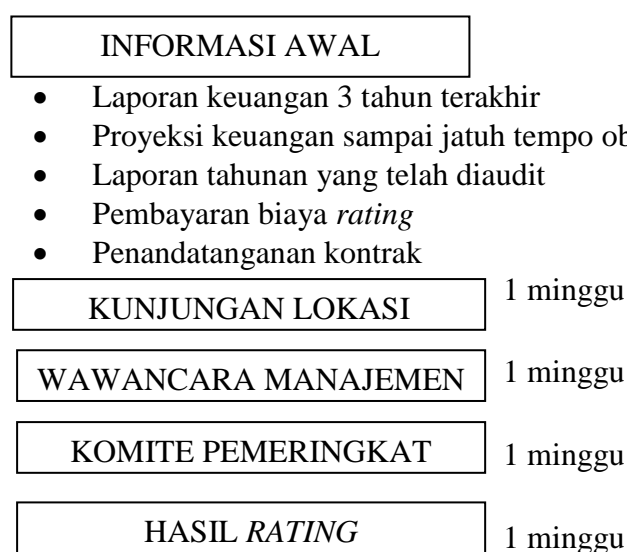 INFORMASI AWAL
• Laporan keuangan 3 tahun terakhir
• Proyeksi keuangan sampai jatuh tempo
• Laporan tahunan yang telah diaudit
• Pembayaran biaya rating
• Penandatanganan kontrak
KUNJUNGAN LOKASI 1 minggu
WAWANCARA MANAJEMEN 1 minggu
KOMITE PEMERINGKAT 1 minggu
HASIL RATING 1 minggu